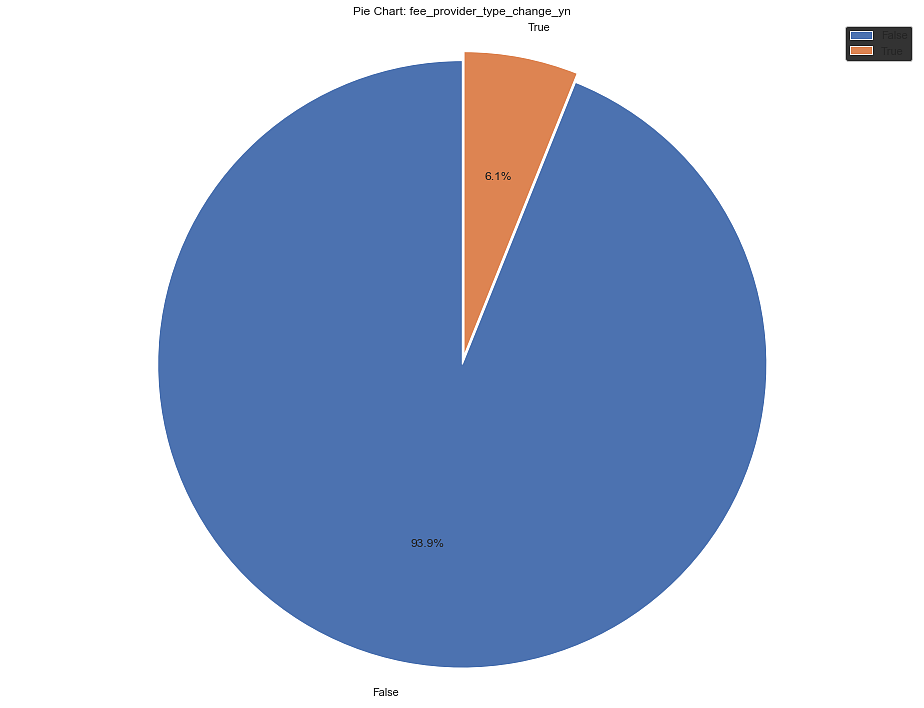 Pie Chart: fee_provider_type_change_yn
True
False
True
6.1%
93.9%
False